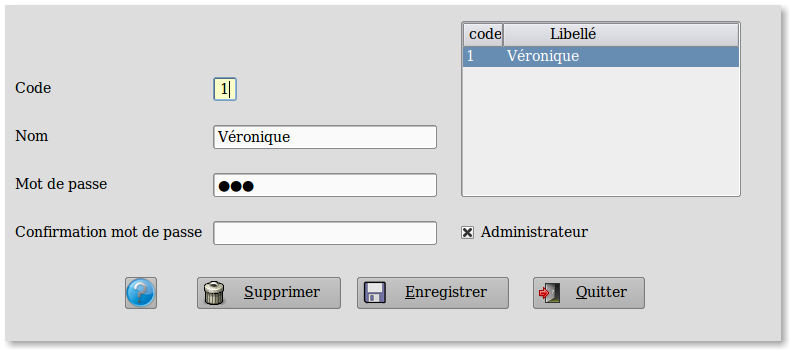 code Libellé
1 Véronique
Code 1
Nom Véronique
Mot de passe ●●●
Confirmation mot de passe
Administrateur
? Supprimer Enregistrer Quitter